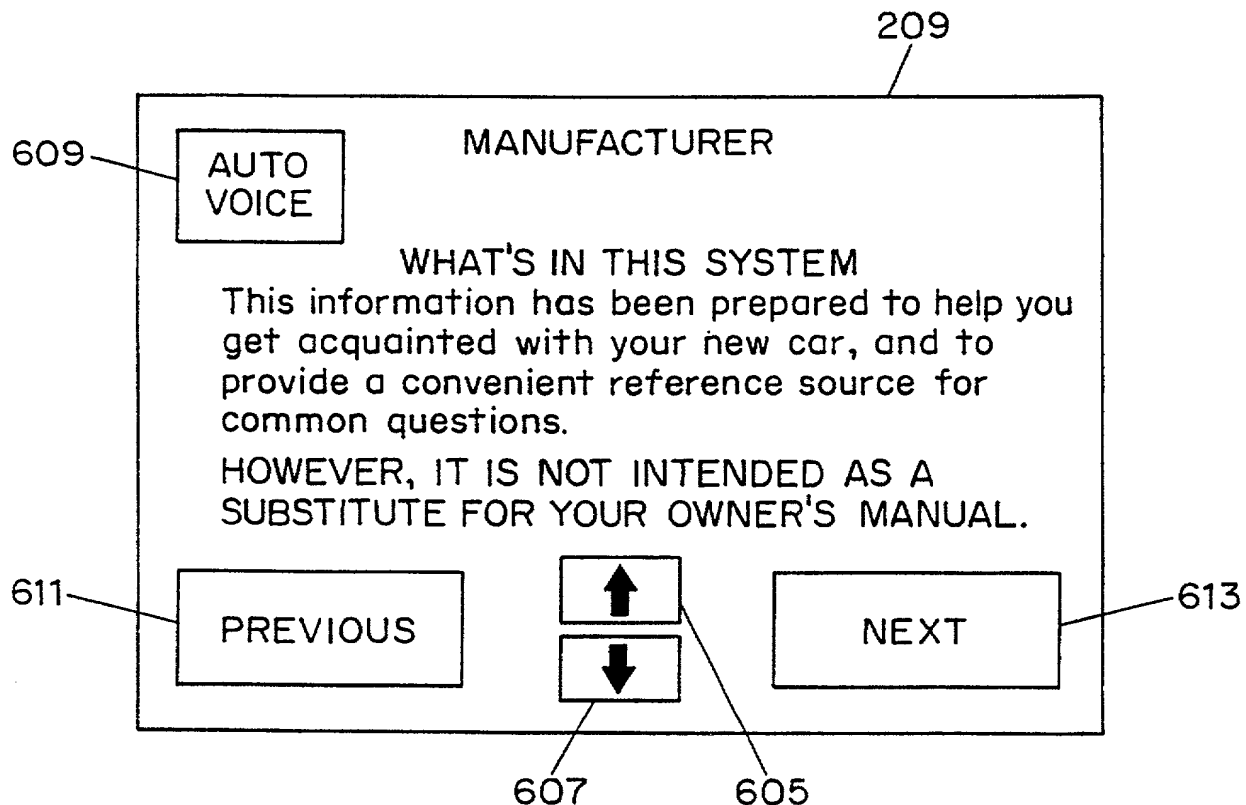 209
MANUFACTURER
609
AUTO
VOICE
WHAT'S IN THIS SYSTEM
This information has been prepared to help you
get acquainted with your new car, and to
provide a convenient reference source for
common questions.
HOWEVER, IT IS NOT INTENDED AS A
SUBSTITUTE FOR YOUR OWNER'S MANUAL.
611
PREVIOUS
NEXT
613
607
605